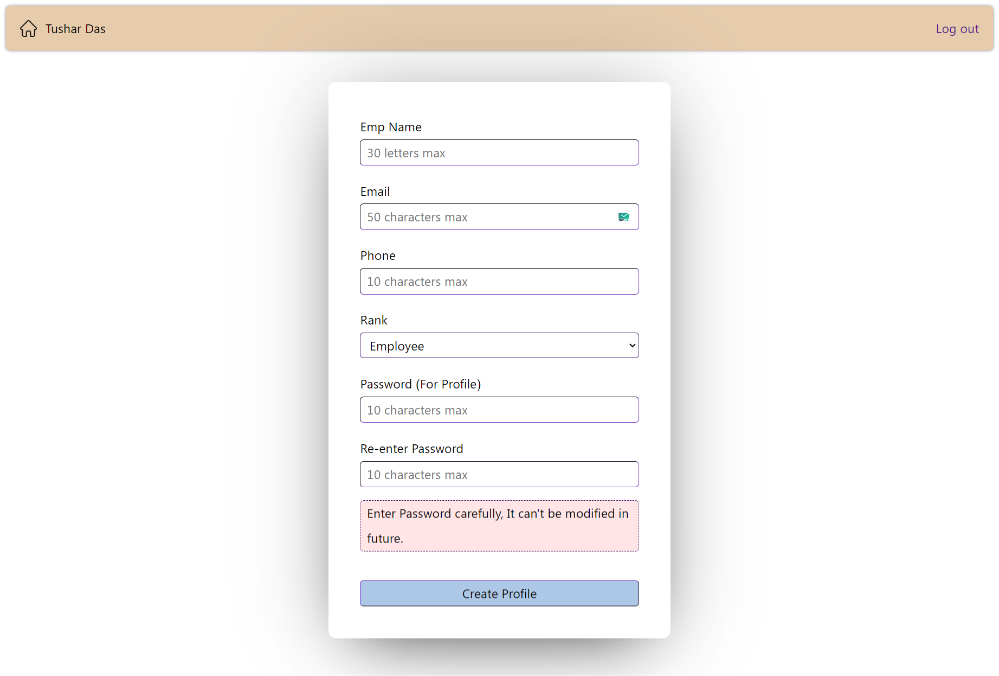 Tushar Das
Log out
Emp Name
30 letters max
Email
50 characters max
Phone
10 characters max
Rank
Employee
Password (For Profile)
10 characters max
Re-enter Password
10 characters max
Enter Password carefully, It can't be modified in
future.
Create Profile